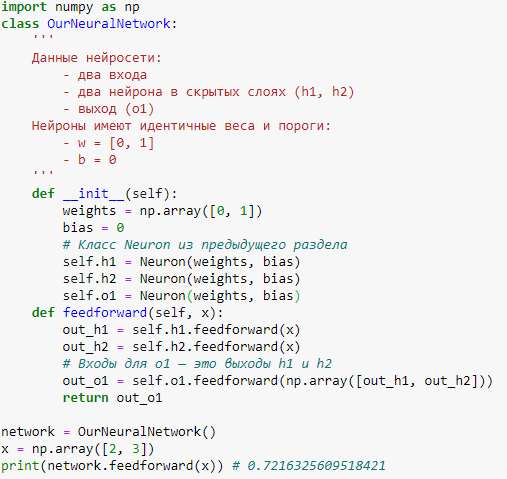 import numpy as np
class OurNeuralNetwork:
    '''
    Данные нейросети:
        - два входа
        - два нейрона в скрытых слоях (h1, h2)
        - выход (o1)
    Нейроны имеют идентичные веса и пороги:
        - w = [0, 1]
        - b = 0
    '''
    def __init__(self):
        weights = np.array([0, 1])
        bias = 0
        # Класс Neuron из предыдущего раздела
        self.h1 = Neuron(weights, bias)
        self.h2 = Neuron(weights, bias)
        self.o1 = Neuron(weights, bias)
    def feedforward(self, x):
        out_h1 = self.h1.feedforward(x)
        out_h2 = self.h2.feedforward(x)
        # Входы для o1 — это выходы h1 и h2
        out_o1 = self.o1.feedforward(np.array([out_h1, out_h2]))
        return out_o1

network = OurNeuralNetwork()
x = np.array([2, 3])
print(network.feedforward(x)) # 0.7216325609518421